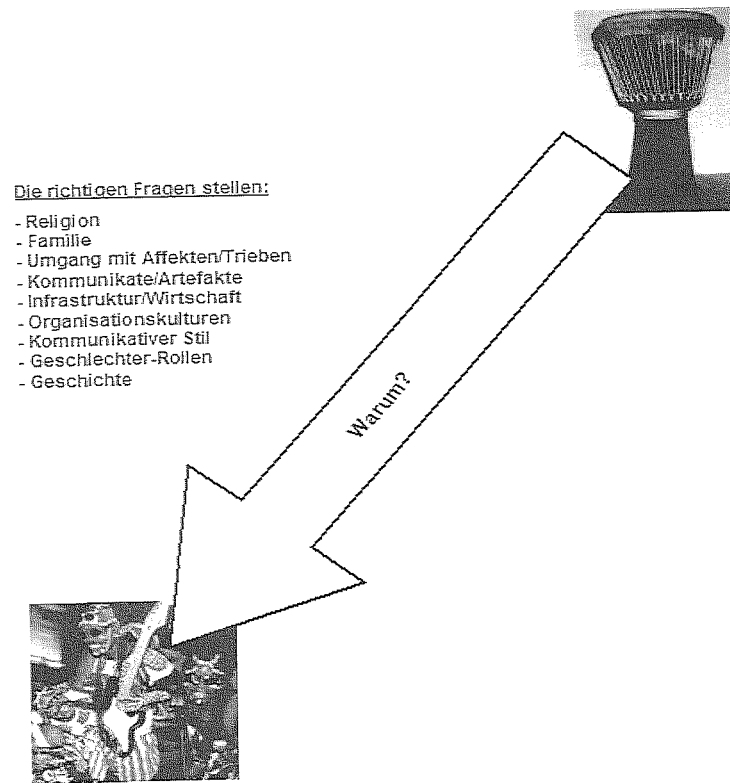 Die richtigen Fragen stellen:
- Religion
- Familie
- Umgang mit Affekten/Trieben
- Kommunikate/Artefakte
- Infrastruktur/Wirtschaft
- Organisationskulturen
- Kommunikativer Stil
- Geschlechter-Rollen
- Geschichte
Warum?